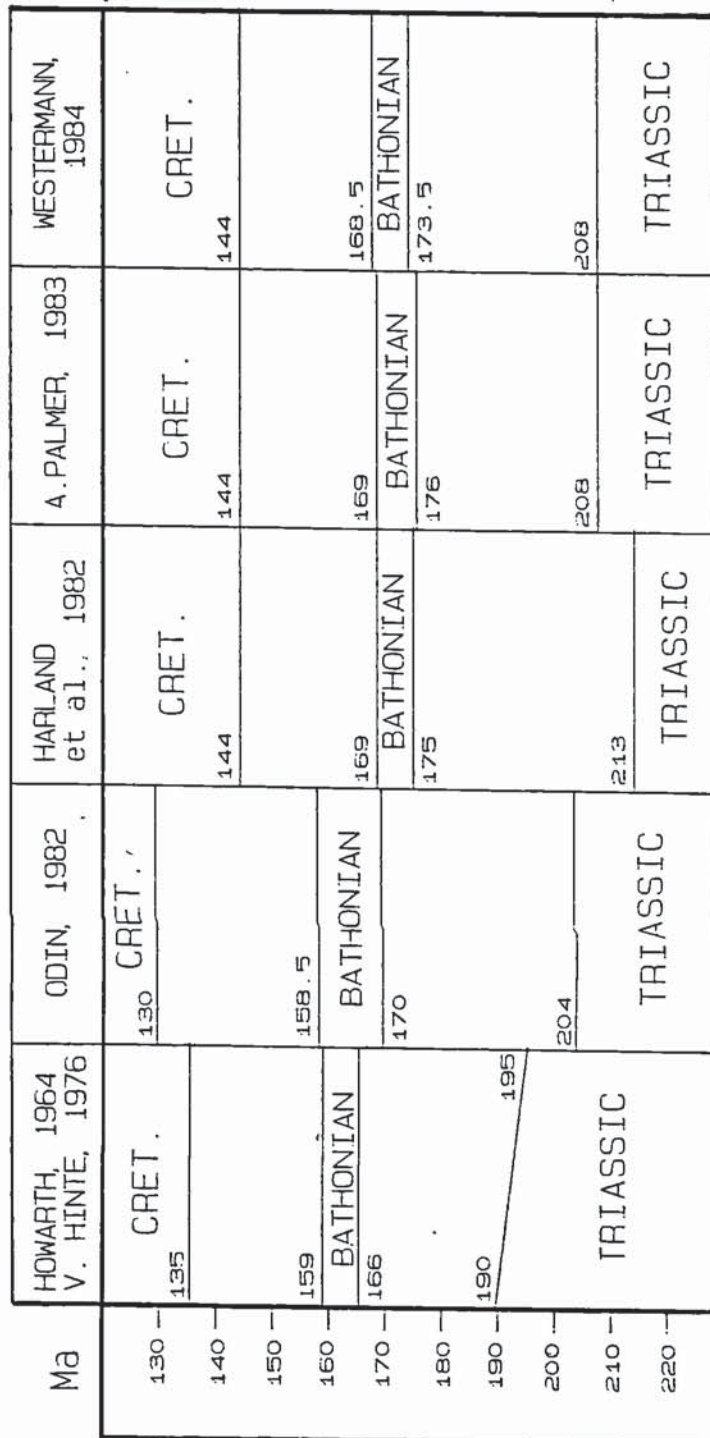 Ma
130
140
150
160
170
180
190
200
210
220
HOWARTH, 1964
V. HINTE, 1976
CRET.
135
159
BATHONIAN
166
190
195
TRIASSIC
ODIN, 1982
CRET.
130
158.5
BATHONIAN
170
204
TRIASSIC
HARLAND
et al., 1982
CRET.
144
169
BATHONIAN
175
213
TRIASSIC
A.PALMER, 1983
CRET.
144
169
BATHONIAN
176
208
TRIASSIC
WESTERMANN,
1984
CRET.
144
168.5
BATHONIAN
173.5
208
TRIASSIC